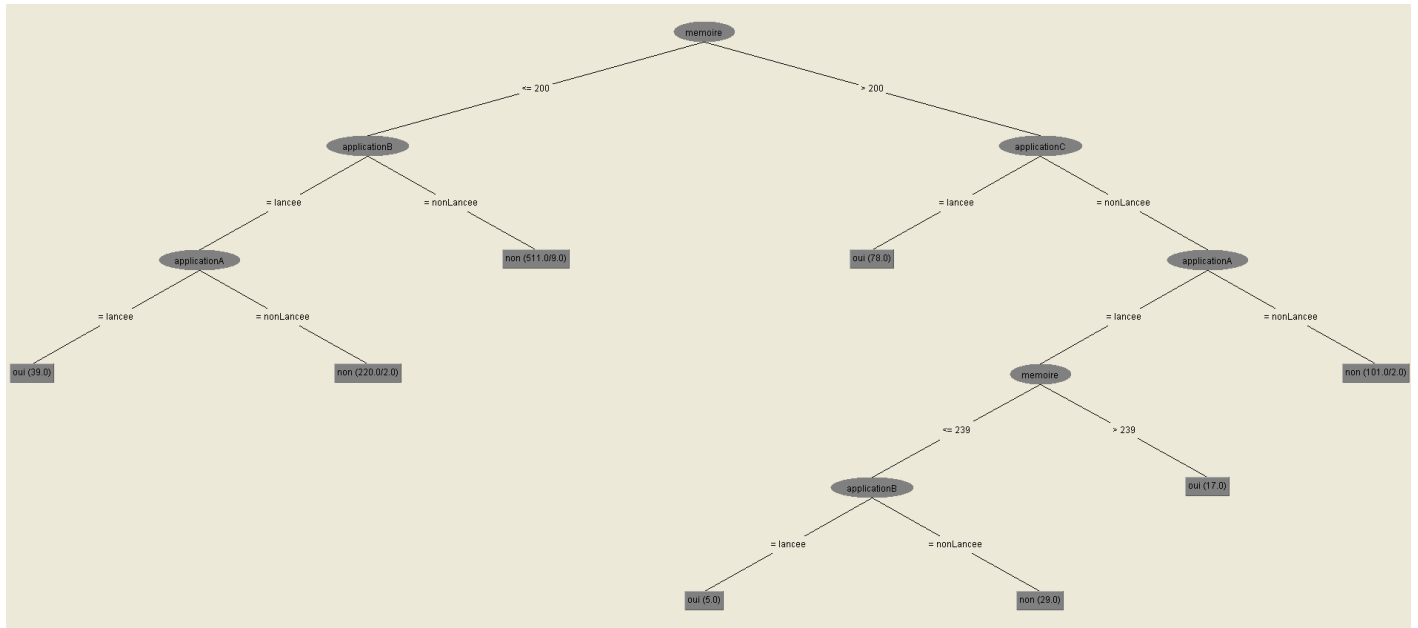 memoire
<= 200
> 200
applicationB
applicationC
= lancee
= nonLancee
= lancee
= nonLancee
applicationA
non (511.0/9.0)
oui (78.0)
applicationA
= lancee
= nonLancee
= lancee
= nonLancee
oui (39.0)
non (220.0/2.0)
memoire
non (101.0/2.0)
<= 239
> 239
applicationB
oui (17.0)
= lancee
= nonLancee
oui (5.0)
non (29.0)